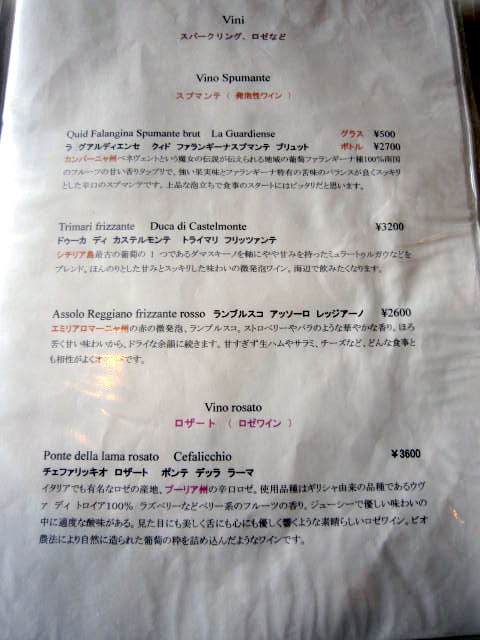 Vini
スパークリング、ロゼなど
Vino Spumante
スプマンテ（ 発泡性ワイン ）
Quid Falangina Spumante brut La Guardiense グラス ¥500
ラ グアルディエンセ クィド ファランギーナスプマンテ ブリュット ボトル ¥2700
カンパーニャ州ベネヴェントという魔女の伝説が伝えられる地域の葡萄ファランギーナ種100%南国
のフルーツの甘い香りタップリで、強い果実味とファランギーナ特有の苦味のバランスが良くスッキリ
とした辛口のスプマンテです。上品な泡立ちで食事のスタートにはピッタリだと思います。
Trimari frizzante Duca di Castelmonte ¥3200
ドゥーカ ディ カステルモンテ トライマリ フリッツァンテ
シチリア島最古の葡萄の 1 つであるダマスキーノを軸にやや甘みを持ったミュラートゥルガウなどを
ブレンド。ほんのりとした甘みとスッキリした味わいの微発泡ワイン。海辺で飲みたくなります。
Assolo Reggiano frizzante rosso ランブルスコ アッソーロ レッジアーノ ¥2600
エミリアロマーニャ州の赤の微発泡、ランブルスコ。ストロベリーやバラのような華やかな香り。ほろ
苦く甘い味わいから、ドライな余韻に続きます。甘すぎず生ハムやサラミ、チーズなど、どんな食事と
も相性がよくです。
Vino rosato
ロザート （ ロゼワイン ）
Ponte della lama rosato Cefalicchio ¥3600
チェファリッキオ ロザート ポンテ デッラ ラーマ
イタリアでも有名なロゼの産地、プーリア州の辛口ロゼ。使用品種はギリシャ由来の品種であるウヴ
ァ ディ トロイア100% ラズベリーなどベリー系のフルーツの香り。ジューシーで優しい味わいの
中に適度な酸味がある。見た目にも美しく舌にも心にも優しく響くような素晴らしいロゼワイン。ビオ
農法により自然に造られた葡萄の粋を詰め込んだようなワインです。